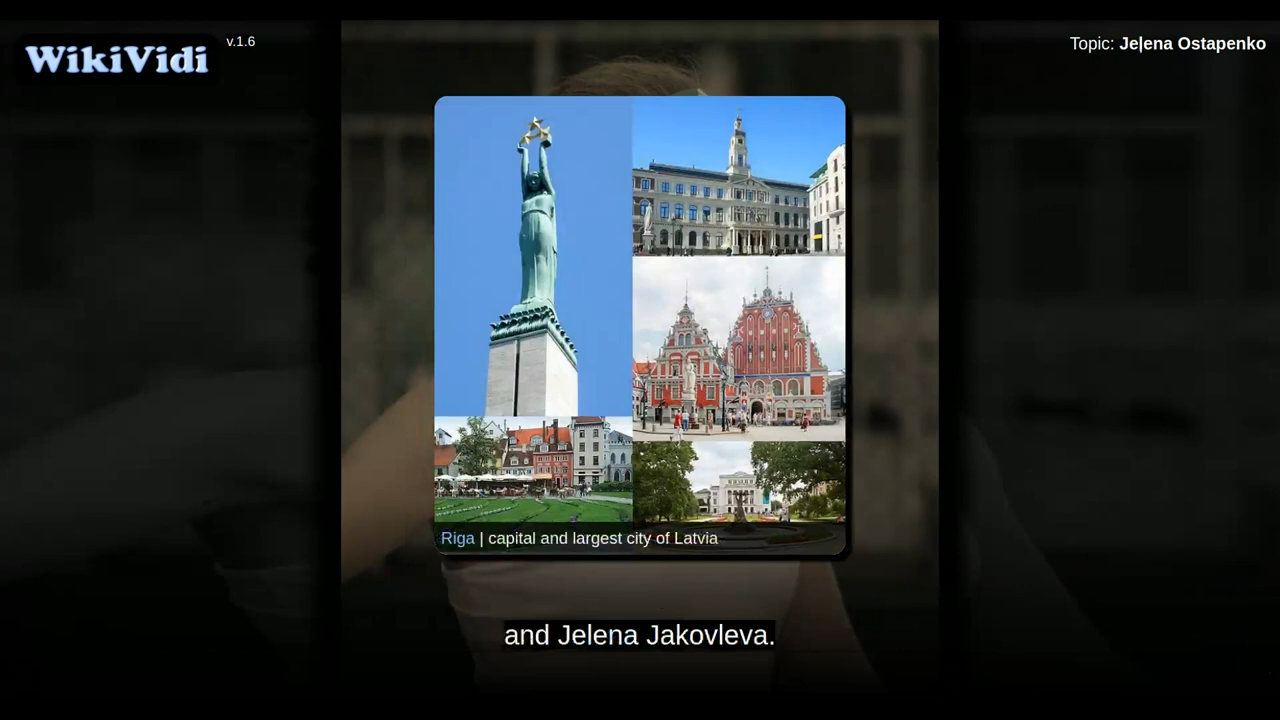 WikiVidi
v.1.6
Topic: Jeļena Ostapenko
Riga | capital and largest city of Latvia
and Jelena Jakovleva.